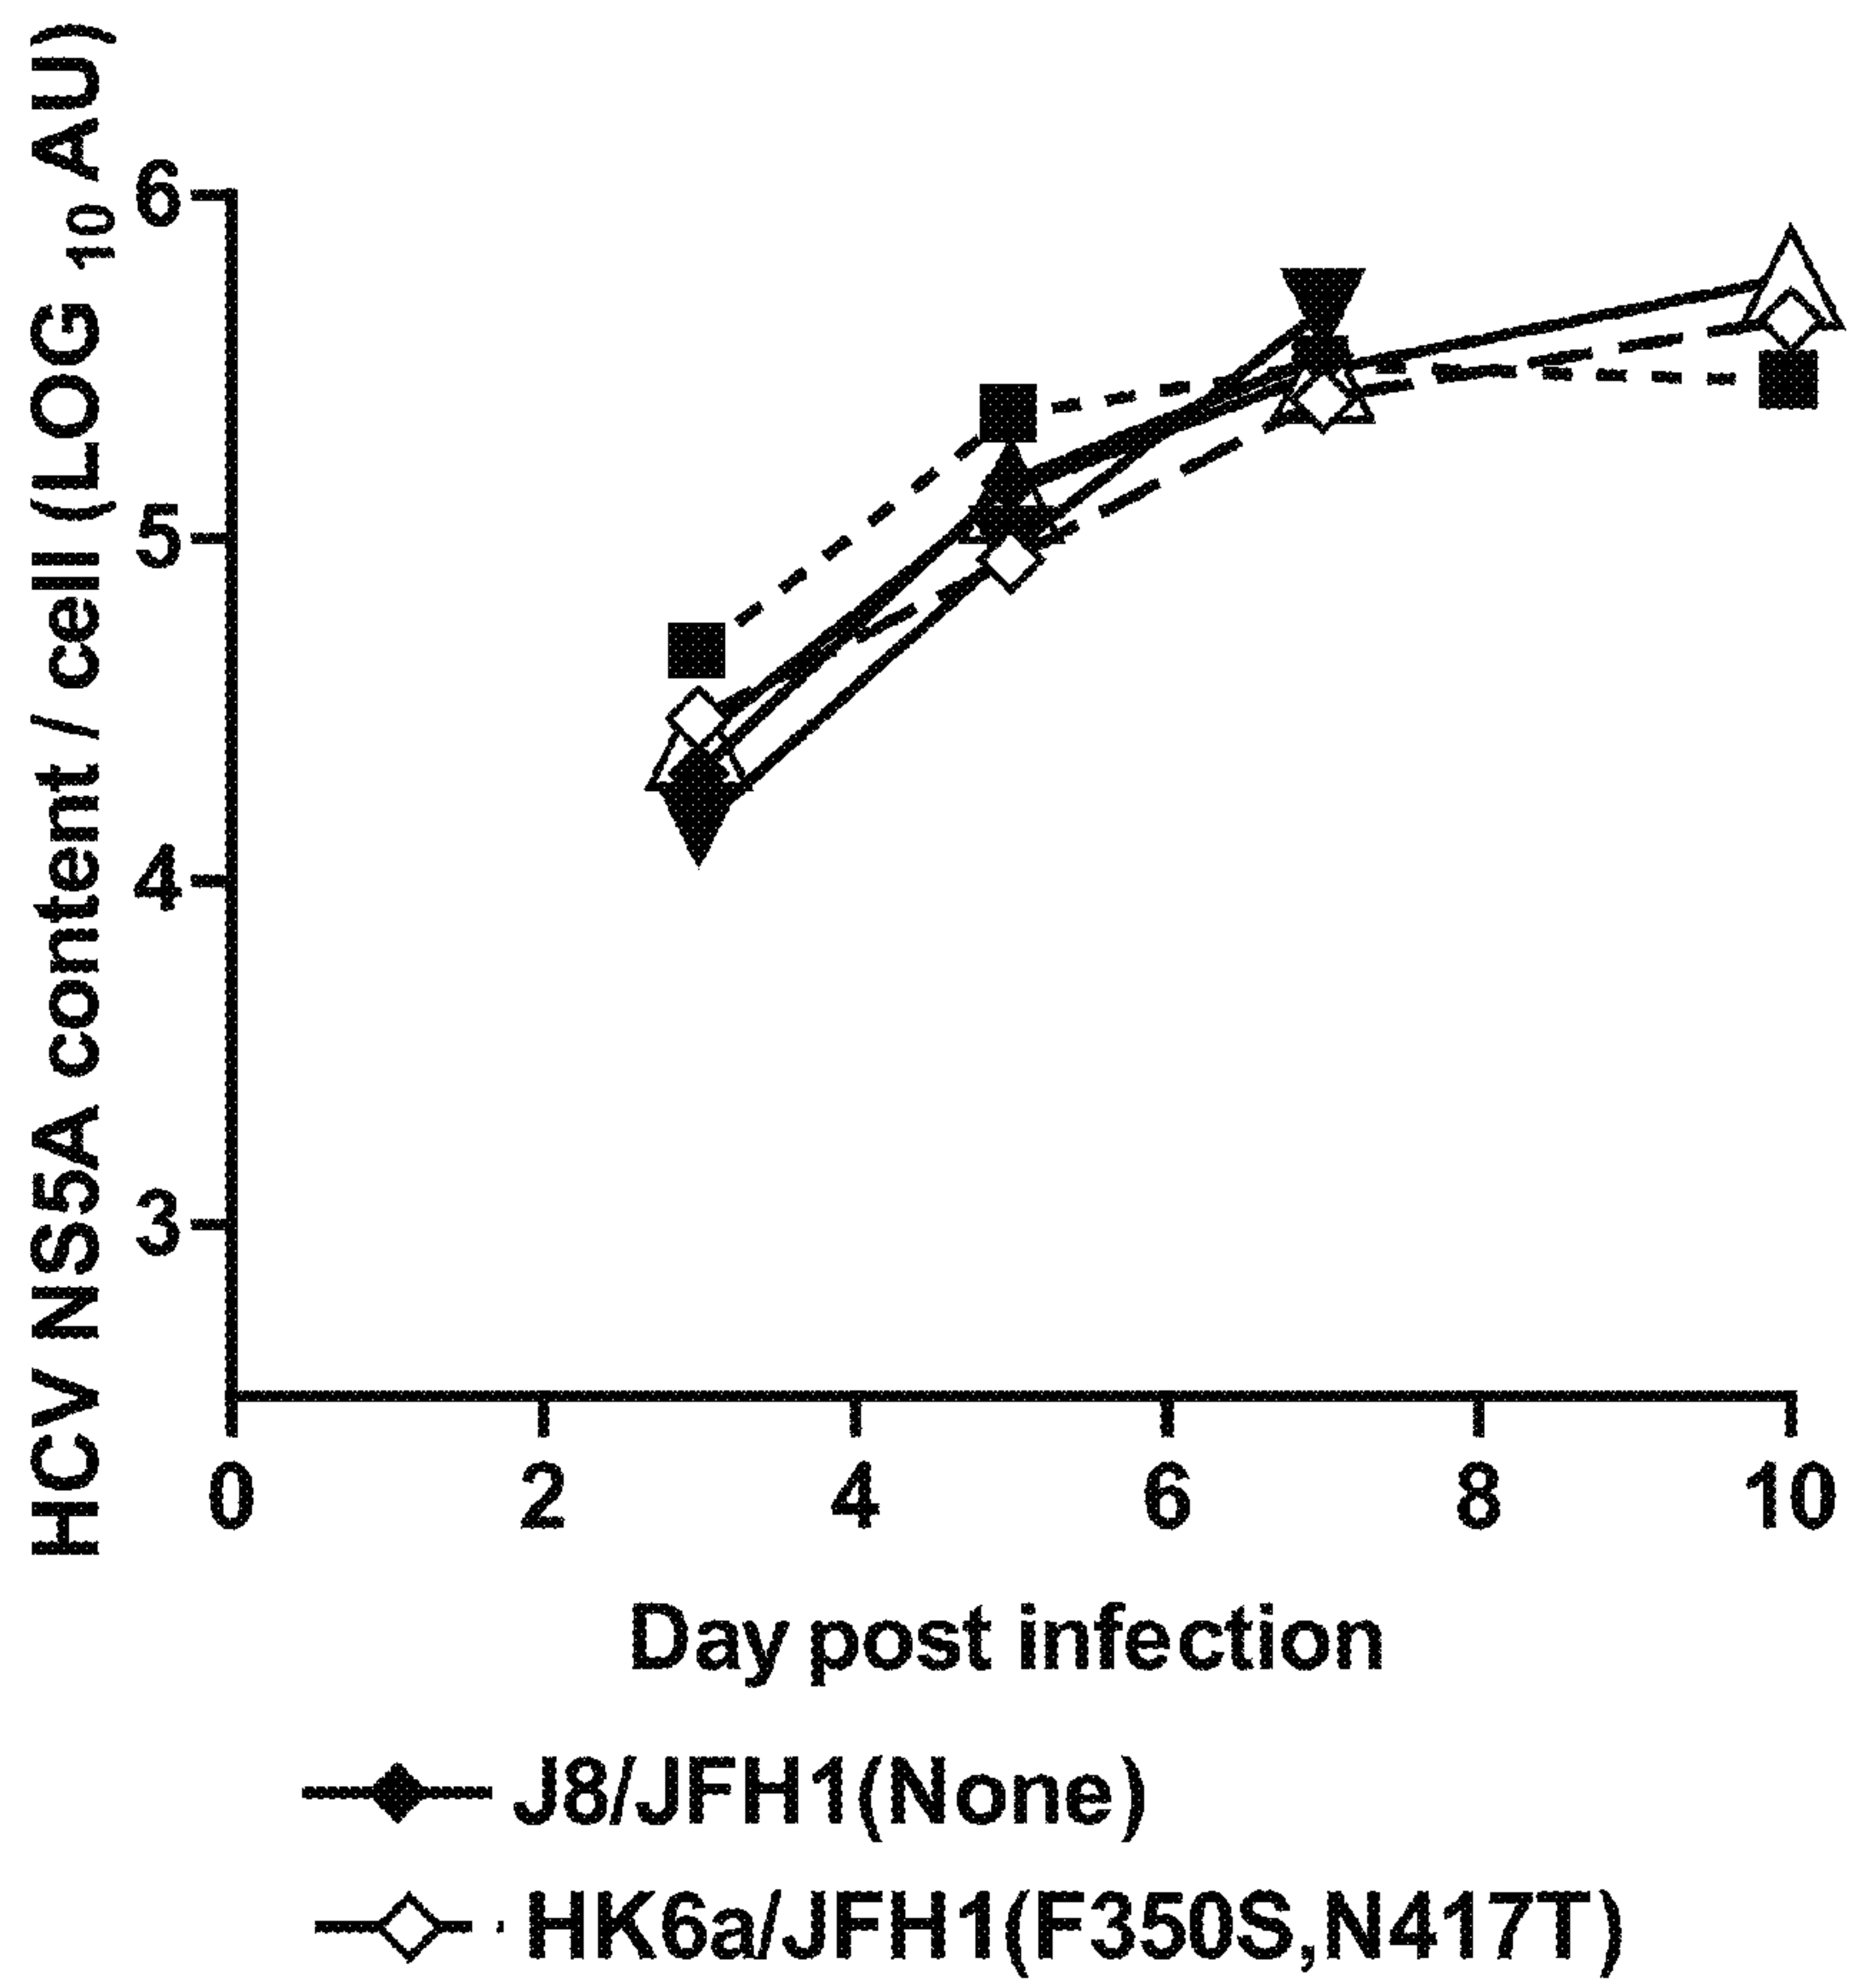 HCV NS5A content / cell (LOG 10 AU)
6
5
4
3
0 2 4 6 8 10
Day post infection
J8/JFH1(None)
HK6a/JFH1(F350S,N417T)